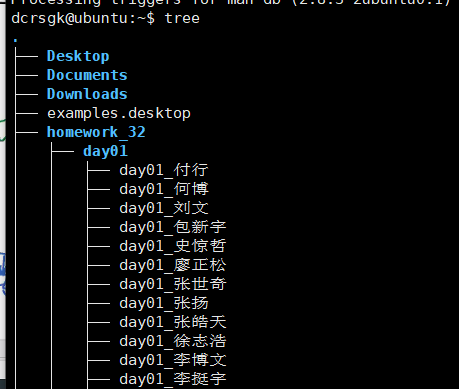 Processing triggers for man-db (2.8.3-2ubuntu0.1)
dcrsgk@ubuntu:~$ tree
.
├── Desktop
├── Documents
├── Downloads
├── examples.desktop
├── homework_32
│   ├── day01
│   │   ├── day01_付行
│   │   ├── day01_何博
│   │   ├── day01_刘文
│   │   ├── day01_包新宇
│   │   ├── day01_史惊哲
│   │   ├── day01_廖正松
│   │   ├── day01_张世奇
│   │   ├── day01_张扬
│   │   ├── day01_张皓天
│   │   ├── day01_徐志浩
│   │   ├── day01_李博文
│   │   ├── day01_李挺宇